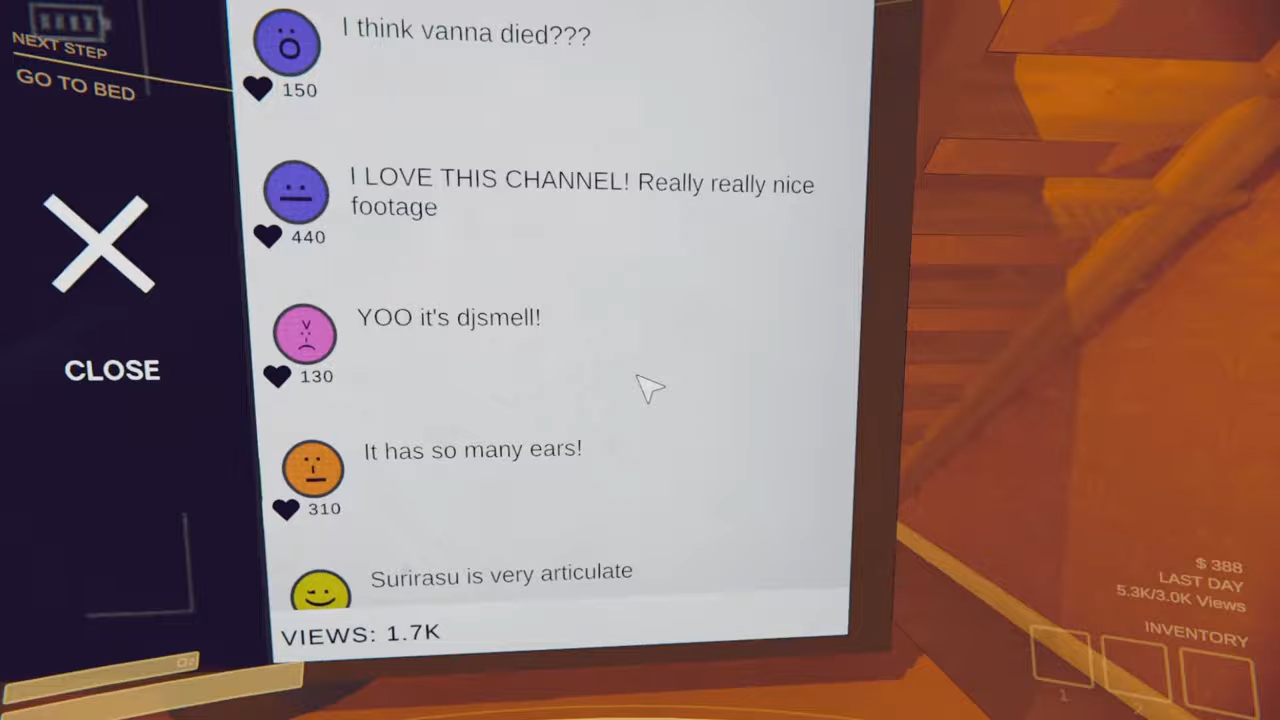 NEXT STEP
GO TO BED
CLOSE
I think vanna died???
150
I LOVE THIS CHANNEL! Really really nice
footage
440
YOO it's djsmell!
130
It has so many ears!
310
Surirasu is very articulate
VIEWS: 1.7K
$ 388
LAST DAY
5.3K/3.0K Views
INVENTORY
1
2